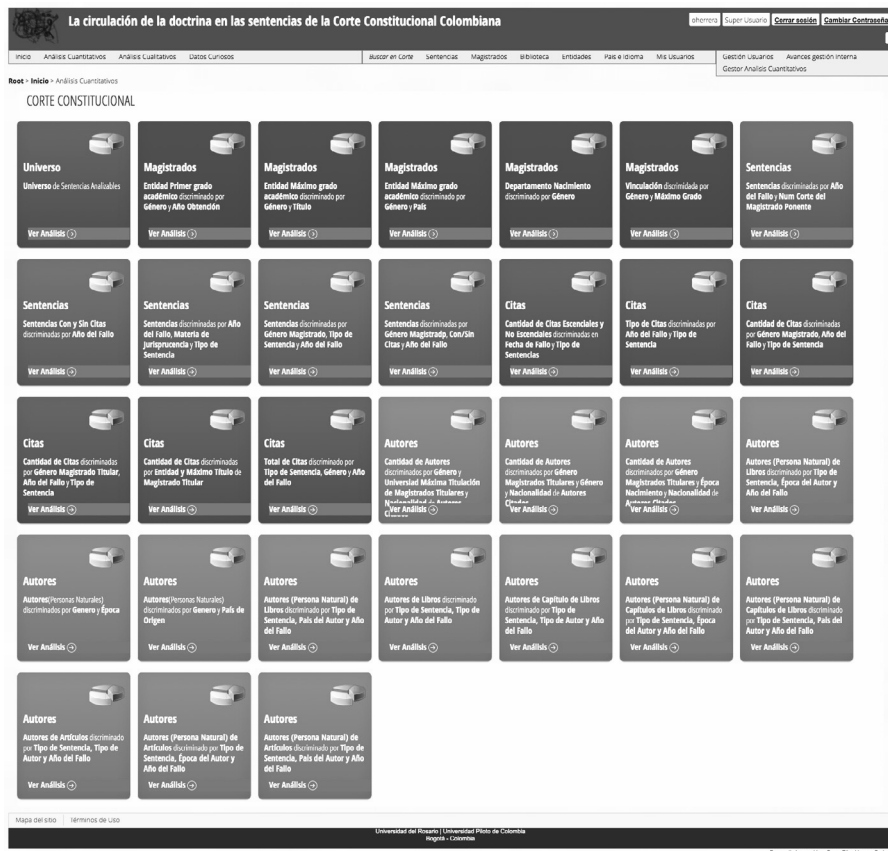 La circulación de la doctrina en las sentencias de la Corte Constitucional Colombiana
oherrera Super Usuario Cerrar sesión Cambiar Contraseña
Inicio Análisis Cuantitativos Análisis Cualitativos Datos Curiosos Buscar en Corte Sentencias Magistrados Biblioteca Entidades País e Idioma Mis Usuarios Gestión Usuarios Avances gestión interna
Gestor Analisis Cuantitativos
Root > Inicio > Análisis Cuantitativos
CORTE CONSTITUCIONAL
Universo
Universo de Sentencias Analizables
Ver Análisis
Magistrados
Entidad Primer grado
académico discriminado por
Género y Año Obtención
Ver Análisis
Magistrados
Entidad Máximo grado
académico discriminado por
Género y Título
Ver Análisis
Magistrados
Entidad Máximo grado
académico discriminado por
Género y País
Ver Análisis
Magistrados
Departamento Nacimiento
discriminado por Género
Ver Análisis
Magistrados
Vinculación discrimidada por
Género y Máximo Grado
Ver Análisis
Sentencias
Sentencias discriminadas por Año
del Fallo y Num Corte del
Magistrado Ponente
Ver Análisis
Sentencias
Sentencias Con y Sin Citas
discriminadas por Año del Fallo
Ver Análisis
Sentencias
Sentencias discriminadas por Año
del Fallo, Materia de
Jurisprucencia y Tipo de
Sentencia
Ver Análisis
Sentencias
Sentencias discriminadas por
Género Magistrado, Tipo de
Sentencia y Año del Fallo
Ver Análisis
Sentencias
Sentencias discriminadas por
Género Magistradp, Con/Sin
Citas y Año del Fallo
Ver Análisis
Citas
Cantidad de Citas Escenciales y
No Escenciales discriminadas en
Fecha de Fallo y Tipo de
Sentencias
Ver Análisis
Citas
Tipo de Citas discriminadas por
Año del Fallo y Tipo de
Sentencia
Ver Análisis
Citas
Cantidad de Citas discriminadas
por Género Magistrado, Año del
Fallo y Tipo de Sentencia
Ver Análisis
Citas
Cantidad de Citas discriminadas
por Género Magistrado Titular,
Año del Fallo y Tipo de
Sentencia
Ver Análisis
Citas
Cantidad de Citas discriminadas
por Entidad y Máximo Título de
Magistrado Titular
Ver Análisis
Citas
Total de Citas discriminado por
Tipo de Sentencia, Género y Año
del Fallo
Ver Análisis
Autores
Cantidad de Autores
discriminados por Género y
Universiad Máxima Titulación
de Magistrados Titulares y
Nacionalidad de Autores
Ver Análisis
Autores
Cantidad de Autores
discriminados por Género
Magistrados Titulares y Género
y Nacionalidad de Autores
Citados
Ver Análisis
Autores
Cantidad de Autores
discriminados por Género
Magistrados Titulares y Época
Nacimiento y Nacionalidad de
Autores Citados
Ver Análisis
Autores
Autores (Persona Natural) de
Libros discriminado por Tipo de
Sentencia, Época del Autor y
Año del Fallo
Ver Análisis
Autores
Autores(Personas Naturales)
discriminados por Genero y Época
Ver Análisis
Autores
Autores(Personas Naturales)
discriminados por Genero y País de
Origen
Ver Análisis
Autores
Autores (Persona Natural) de
Libros discriminado por Tipo de
Sentencia, Pais del Autor y Año
del Fallo
Ver Análisis
Autores
Autores de Libros discriminado
por Tipo de Sentencia, Tipo de
Autor y Año del Fallo
Ver Análisis
Autores
Autores de Capítulo de Libros
discriminado por Tipo de
Sentencia, Tipo de Autor y Año
del Fallo
Ver Análisis
Autores
Autores (Persona Natural) de
Capítulos de Libros discriminado
por Tipo de Sentencia, Época
del Autor y Año del Fallo
Ver Análisis
Autores
Autores (Persona Natural) de
Capítulos de Libros discriminado
por Tipo de Sentencia, Pais del
Autor y Año del Fallo
Ver Análisis
Autores
Autores de Artículos discriminado
por Tipo de Sentencia, Tipo de
Autor y Año del Fallo
Ver Análisis
Autores
Autores (Persona Natural) de
Artículos discriminado por Tipo de
Sentencia, Época del Autor y
Año del Fallo
Ver Análisis
Autores
Autores (Persona Natural) de
Artículos discriminado por Tipo de
Sentencia, Pais del Autor y Año
del Fallo
Ver Análisis
Mapa del sitio Términos de Uso
Universidad del Rosario | Universidad Piloto de Colombia
Bogotá - Colombia